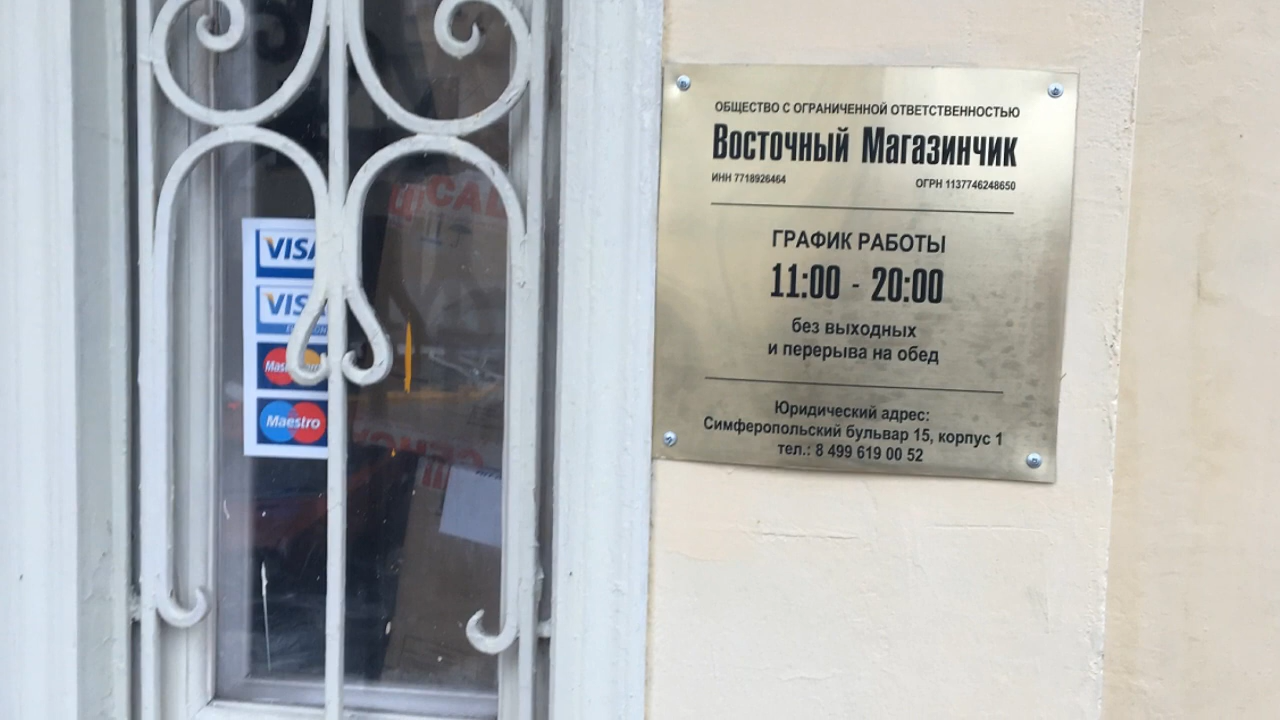 VISA
VISA
Maestro
ОБЩЕСТВО С ОГРАНИЧЕННОЙ ОТВЕТСТВЕННОСТЬЮ
Восточный Магазинчик
ИНН 7718926464 ОГРН 1137746248650
ГРАФИК РАБОТЫ
11:00 - 20:00
без выходных
и перерыва на обед
Юридический адрес:
Симферопольский бульвар 15, корпус 1
тел.: 8 499 619 00 52